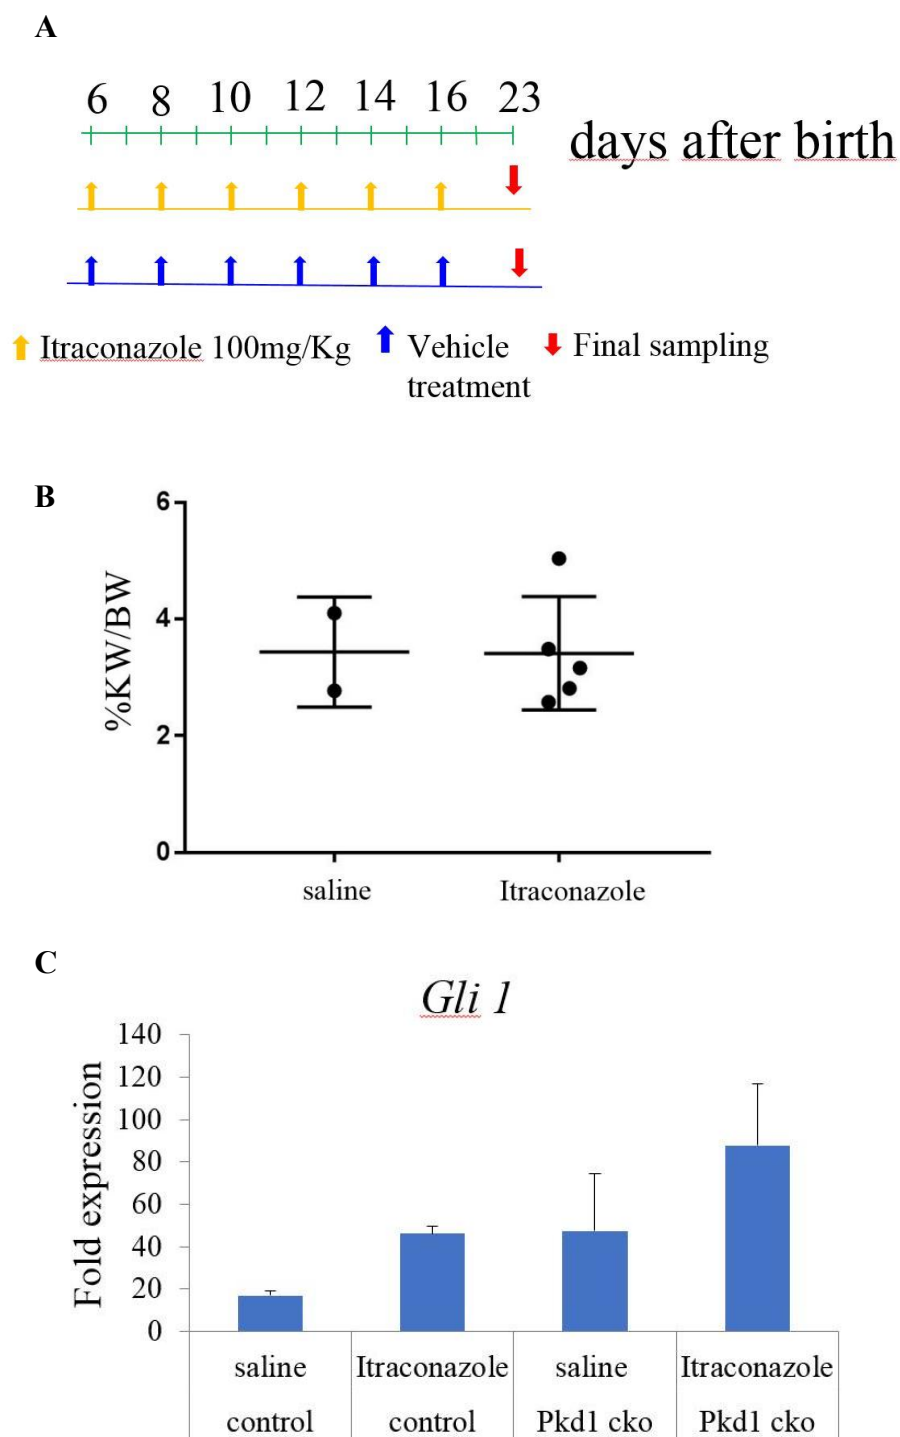 A
6 8 10 12 14 16 23
days after birth
Itraconazole 100mg/Kg
Vehicle
treatment
Final sampling
B
%KW/BW
6
4
2
0
saline Itraconazole
C
Gli 1
Fold expression
140
120
100
80
60
40
20
0
saline Itraconazole saline Itraconazole
control control Pkd1 cko Pkd1 cko